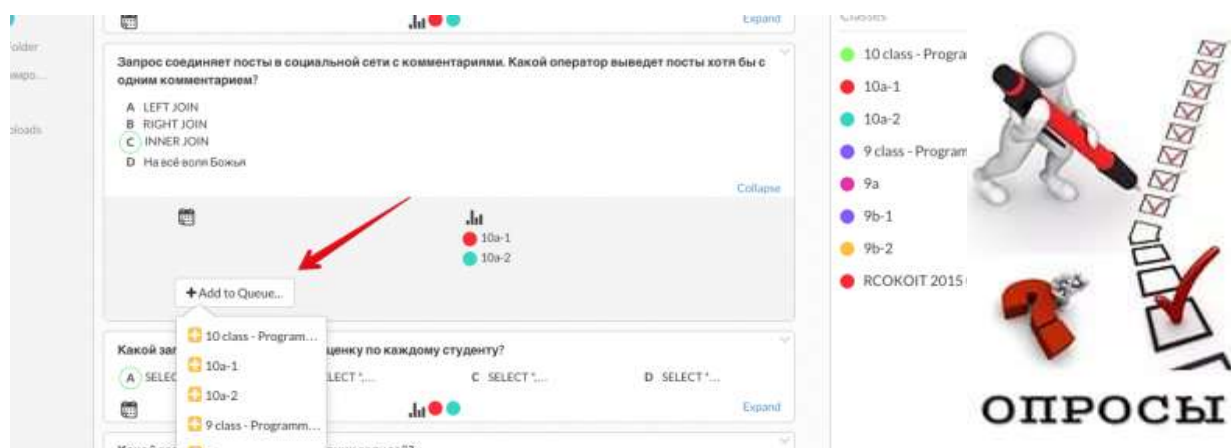 Expand
Classes
older
ploads
Запрос соединяет посты в социальной сети с комментариями. Какой оператор выведет посты хотя бы с
одним комментарием?
A LEFT JOIN
B RIGHT JOIN
C INNER JOIN
D На всё воля Божья
Collapse
10a-1
10a-2
+Add to Queue...
10 class - Program...
10a-1
10a-2
9 class - Programm...
Какой зап
ценку по каждому студенту?
A SELEC
LECT *,...
C SELECT *,...
D SELECT *...
Expand
10 class - Progra
10a-1
10a-2
9 class - Program
9a
9b-1
9b-2
RCOKOIT 2015
ОПРОСЫ